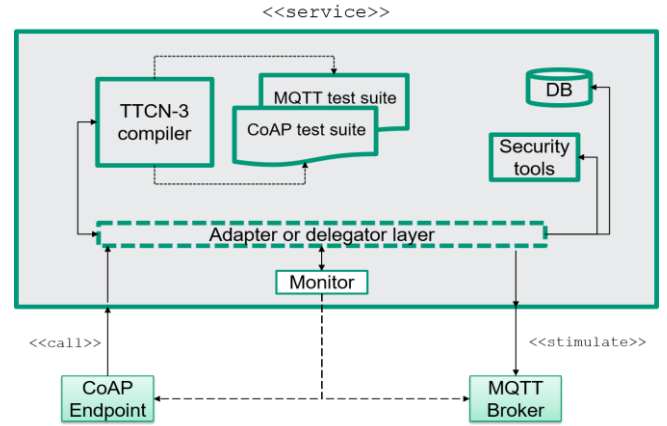 <<service>>
TTCN-3
compiler
MQTT test suite
CoAP test suite
DB
Security
tools
Adapter or delegator layer
Monitor
<<call>>
<<stimulate>>
CoAP
Endpoint
MQTT
Broker